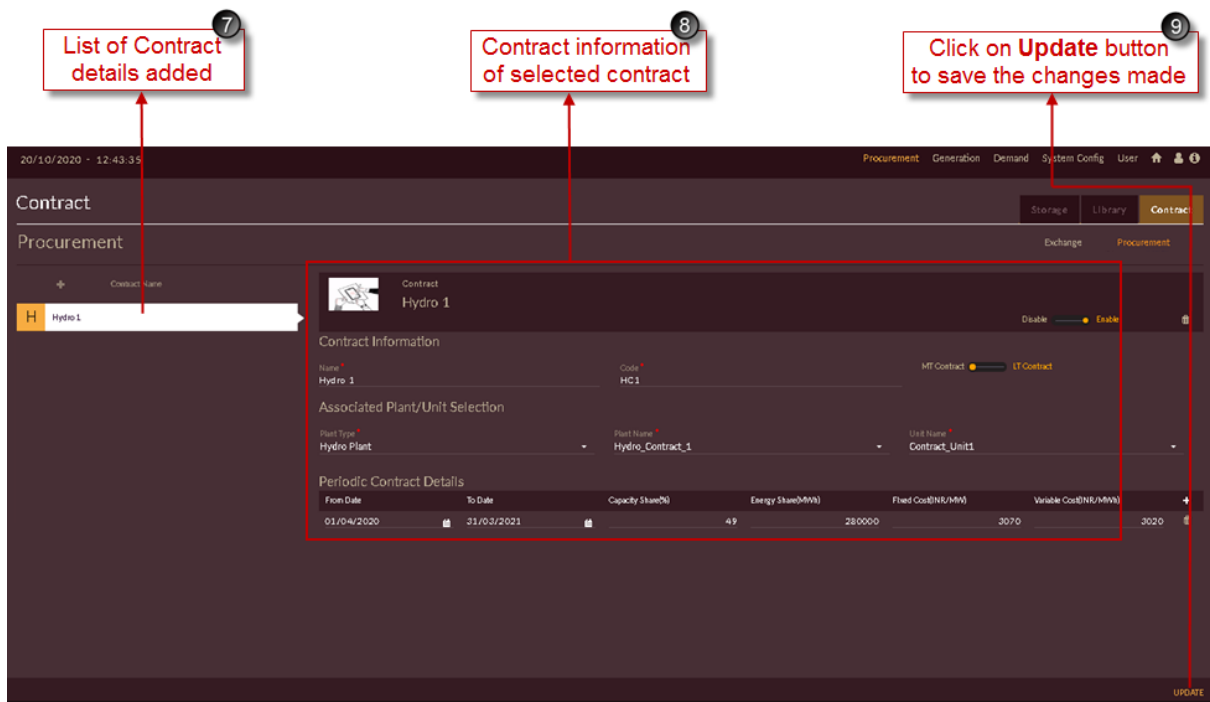 7
List of Contract
details added
8
Contract information
of selected contract
9
Click on Update button
to save the changes made
20/10/2020 - 12:43:35
Procurement Generation Demand System Config User
Contract
Storage Library Contract
Procurement
Exchange Procurement
+ Contract Name
H Hydro 1
Contract
Hydro 1
Disable Enable
Contract Information
Name * Code *
Hydro 1 HC1
MT Contract LT Contract
Associated Plant/Unit Selection
Plant Type * Plant Name * Unit Name *
Hydro Plant Hydro_Contract_1 Contract_Unit1
Periodic Contract Details
From Date To Date Capacity Share(%) Energy Share(MWh) Fixed Cost(INR/MW) Variable Cost(INR/MWh) +
01/04/2020 31/03/2021 49 280000 3070 3020
UPDATE